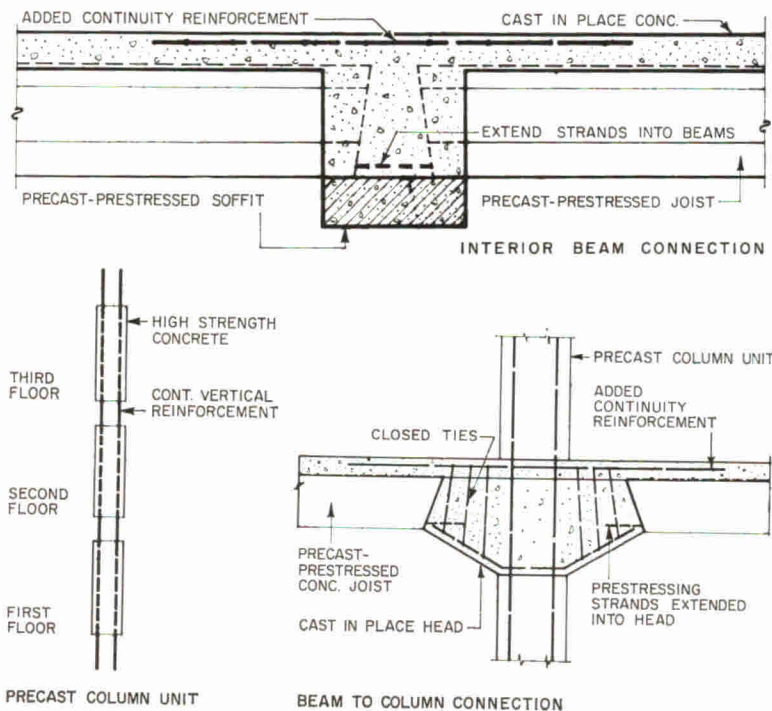 ADDED CONTINUITY REINFORCEMENT
CAST IN PLACE CONC.
EXTEND STRANDS INTO BEAMS
PRECAST-PRESTRESSED SOFFIT
PRECAST-PRESTRESSED JOIST
INTERIOR BEAM CONNECTION
HIGH STRENGTH
CONCRETE
THIRD
FLOOR
CONT. VERTICAL
REINFORCEMENT
SECOND
FLOOR
FIRST
FLOOR
PRECAST COLUMN UNIT
PRECAST COLUMN UNIT
ADDED
CONTINUITY
REINFORCEMENT
CLOSED TIES
PRECAST-
PRESTRESSED
CONC. JOIST
CAST IN PLACE HEAD
PRESTRESSING
STRANDS EXTENDED
INTO HEAD
BEAM TO COLUMN CONNECTION